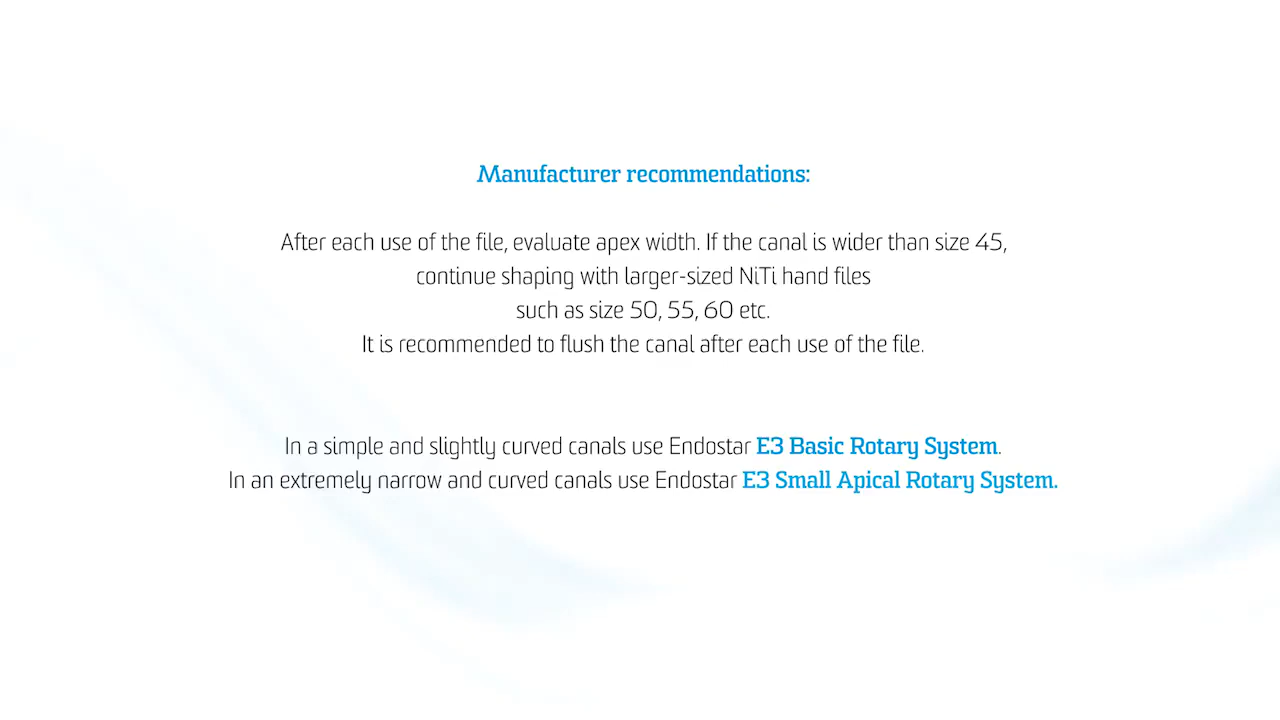 Manufacturer recommendations:
After each use of the file, evaluate apex width. If the canal is wider than size 45,
continue shaping with larger-sized NiTi hand files
such as size 50, 55, 60 etc.
It is recommended to flush the canal after each use of the file.
In a simple and slightly curved canals use Endostar E3 Basic Rotary System.
In an extremely narrow and curved canals use Endostar E3 Small Apical Rotary System.